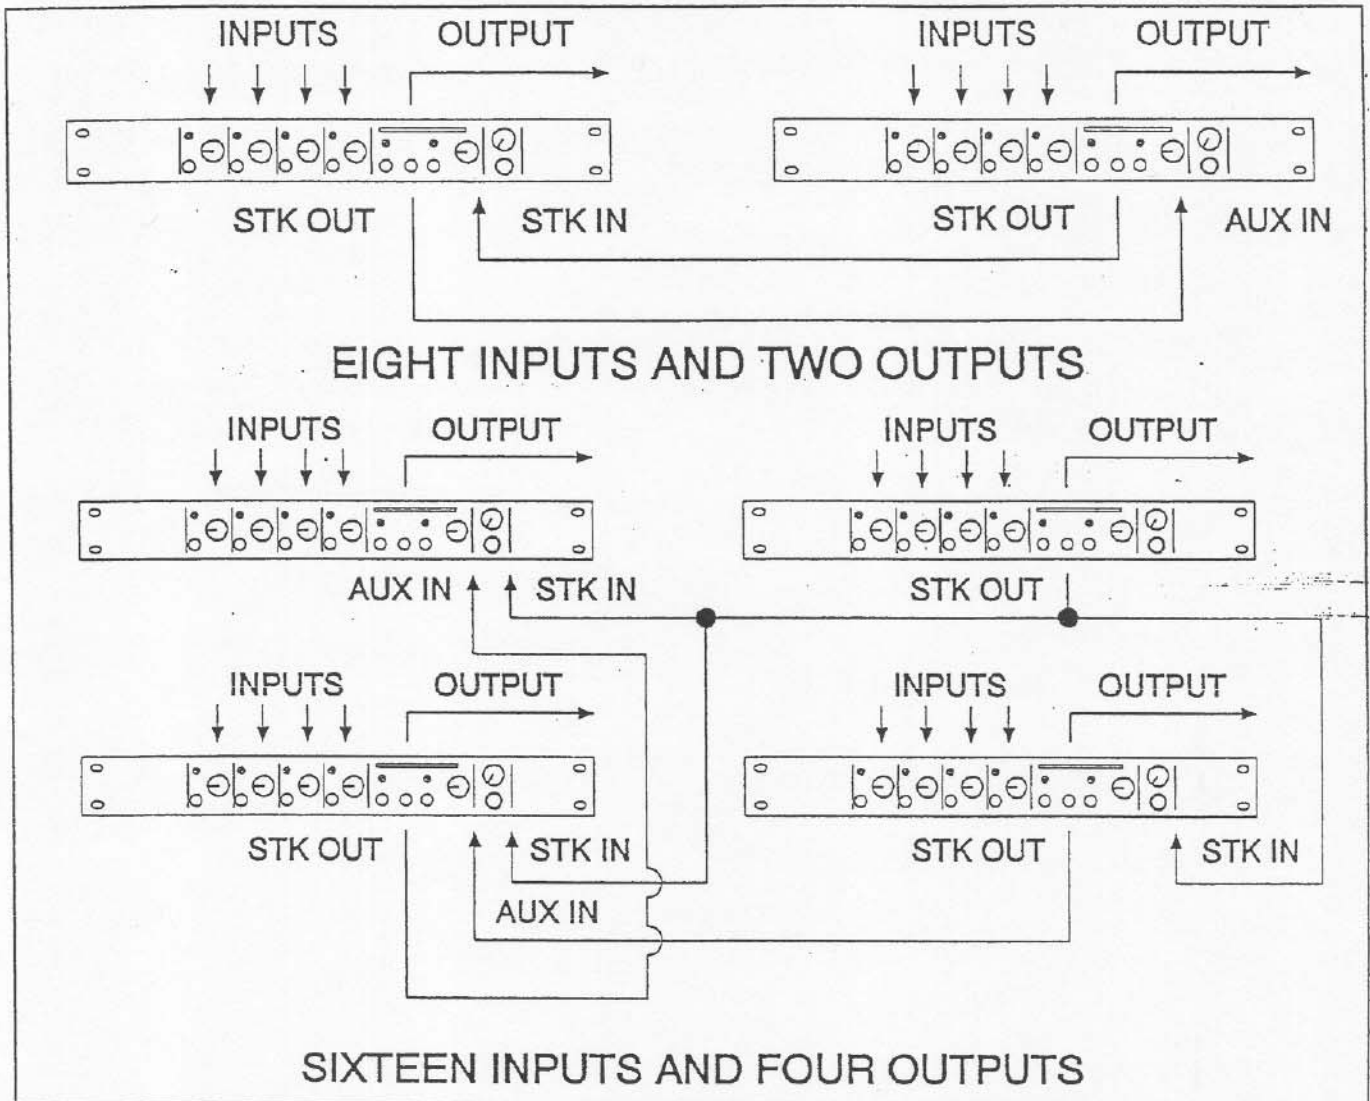 INPUTS OUTPUT INPUTS OUTPUT
STK OUT STK IN STK OUT AUX IN
EIGHT INPUTS AND TWO OUTPUTS
INPUTS OUTPUT INPUTS OUTPUT
AUX IN STK IN STK OUT
INPUTS OUTPUT INPUTS OUTPUT
STK OUT STK IN STK OUT STK IN
AUX IN
SIXTEEN INPUTS AND FOUR OUTPUTS